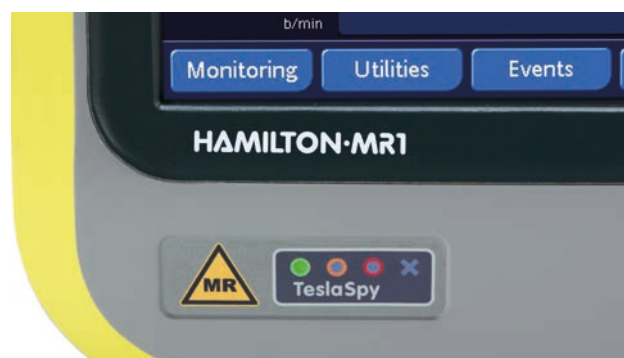 b/min
Monitoring Utilities Events
HAMILTON·MR1
MR
TeslaSpy